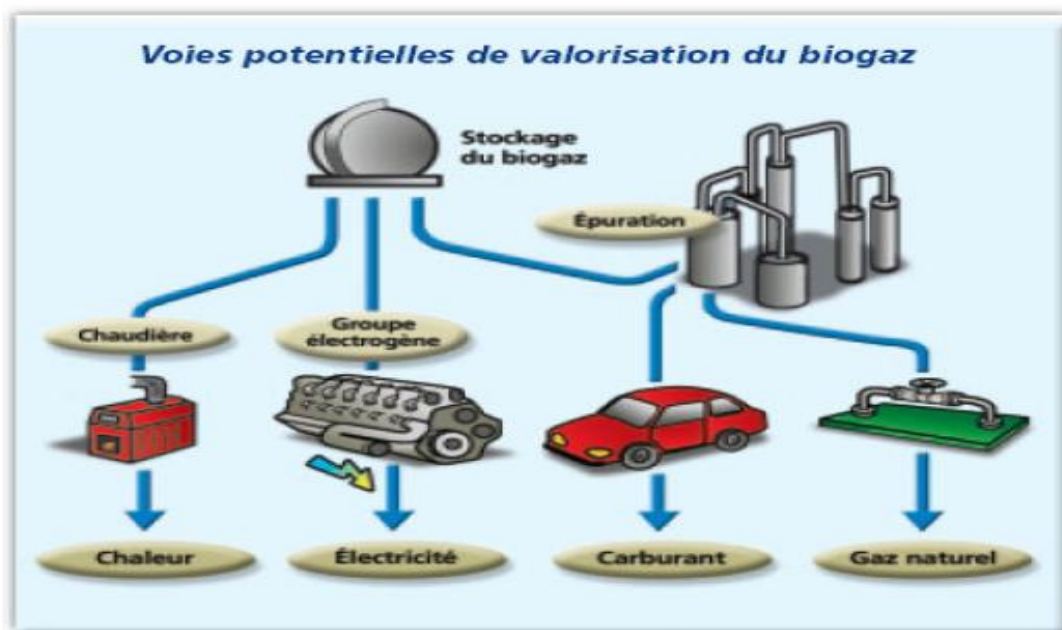 Voies potentielles de valorisation du biogaz
Stockage
du biogaz
Épuration
Chaudière
Groupe
électrogène
Chaleur
Électricité
Carburant
Gaz naturel